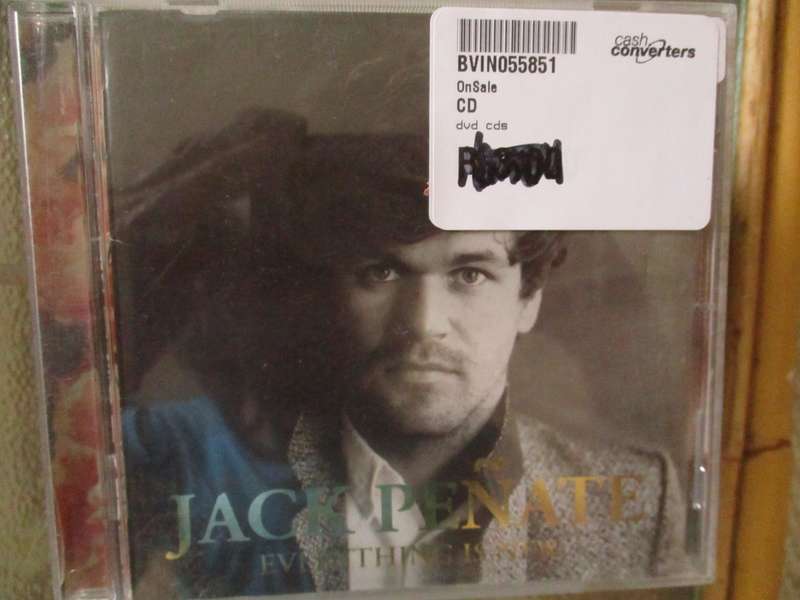 cash
converters
BVIN055851
OnSale
CD
dvd cds
JACK PEÑATE
EVERYTHING IS NEW